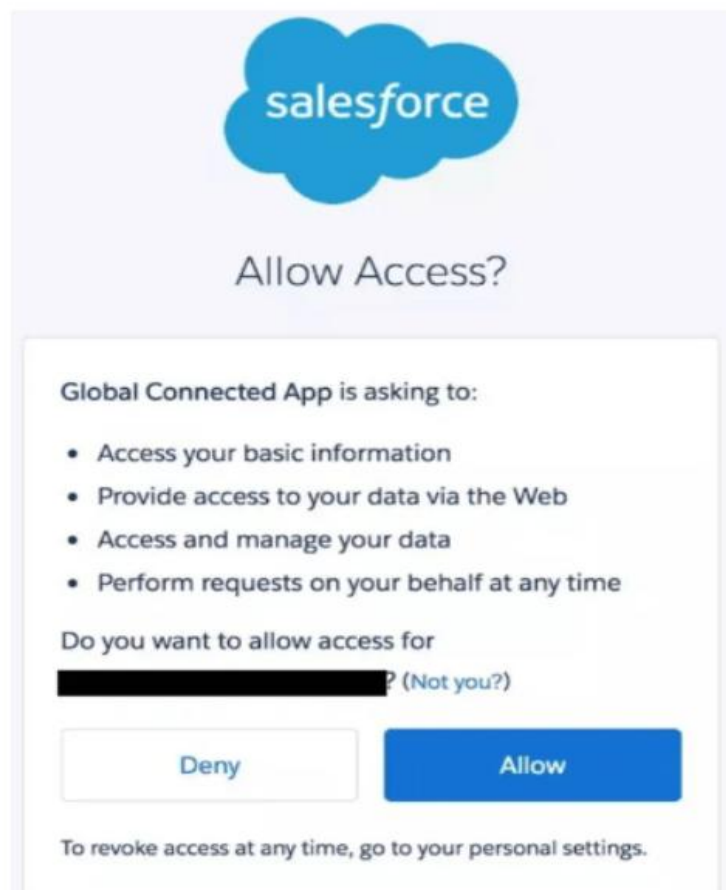 salesforce
Allow Access?
Global Connected App is asking to:
• Access your basic information
• Provide access to your data via the Web
• Access and manage your data
• Perform requests on your behalf at any time
Do you want to allow access for
? (Not you?)
Deny
Allow
To revoke access at any time, go to your personal settings.